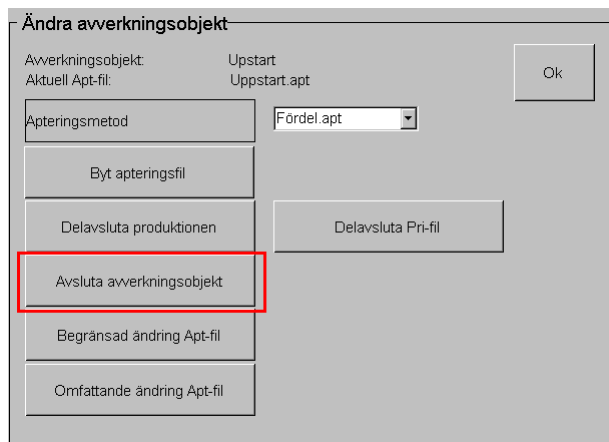 Ändra avverkningsobjekt
Avverkningsobjekt: Upstart
Aktuell Apt-fil: Uppstart.apt
Ok
Apteringsmetod Fördel.apt
Byt apteringsfil
Delavsluta produktionen Delavsluta Pri-fil
Avsluta avverkningsobjekt
Begränsad ändring Apt-fil
Omfattande ändring Apt-fil